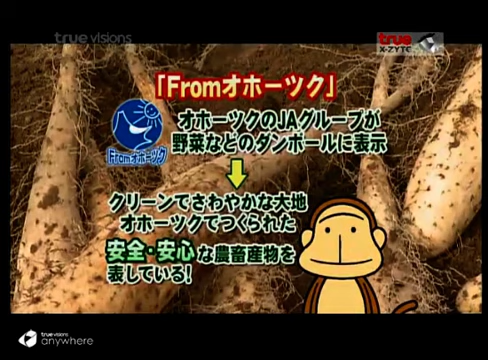 true visions
true
X-ZYTE
「Fromオホーツク」
オホーツクのJAグループが
野菜などのダンボールに表示
Fromオホーツク
クリーンでさわやかな大地
オホーツクでつくられた
安全・安心な農畜産物を
表している!
true visions
anywhere